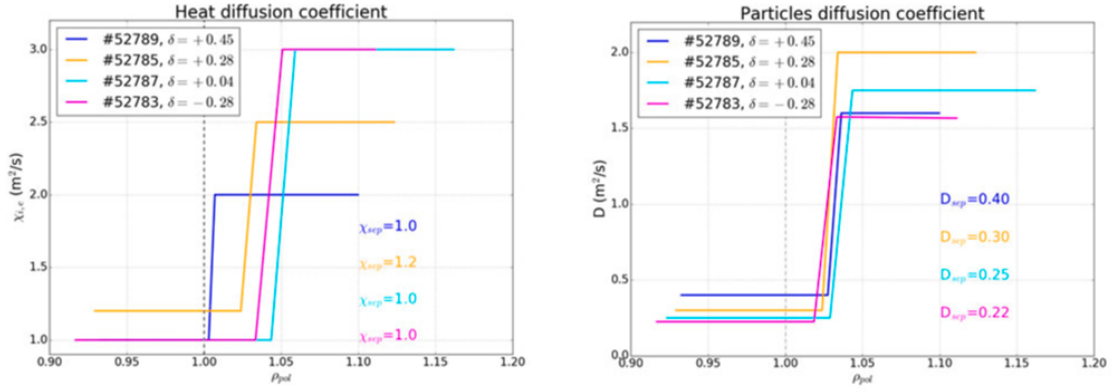 Heat diffusion coefficient
#52789, δ = +0.45
#52785, δ = +0.28
#52787, δ = +0.04
#52783, δ = −0.28
3.0
2.5
2.0
1.5
1.0
χi,e (m²/s)
χsep=1.0
χsep=1.2
χsep=1.0
χsep=1.0
0.90 0.95 1.00 1.05 1.10 1.15 1.20
ρpol
Particles diffusion coefficient
#52789, δ = +0.45
#52785, δ = +0.28
#52787, δ = +0.04
#52783, δ = −0.28
2.0
1.5
1.0
0.5
0.0
D (m²/s)
Dsep=0.40
Dsep=0.30
Dsep=0.25
Dsep=0.22
0.90 0.95 1.00 1.05 1.10 1.15 1.20
ρpol